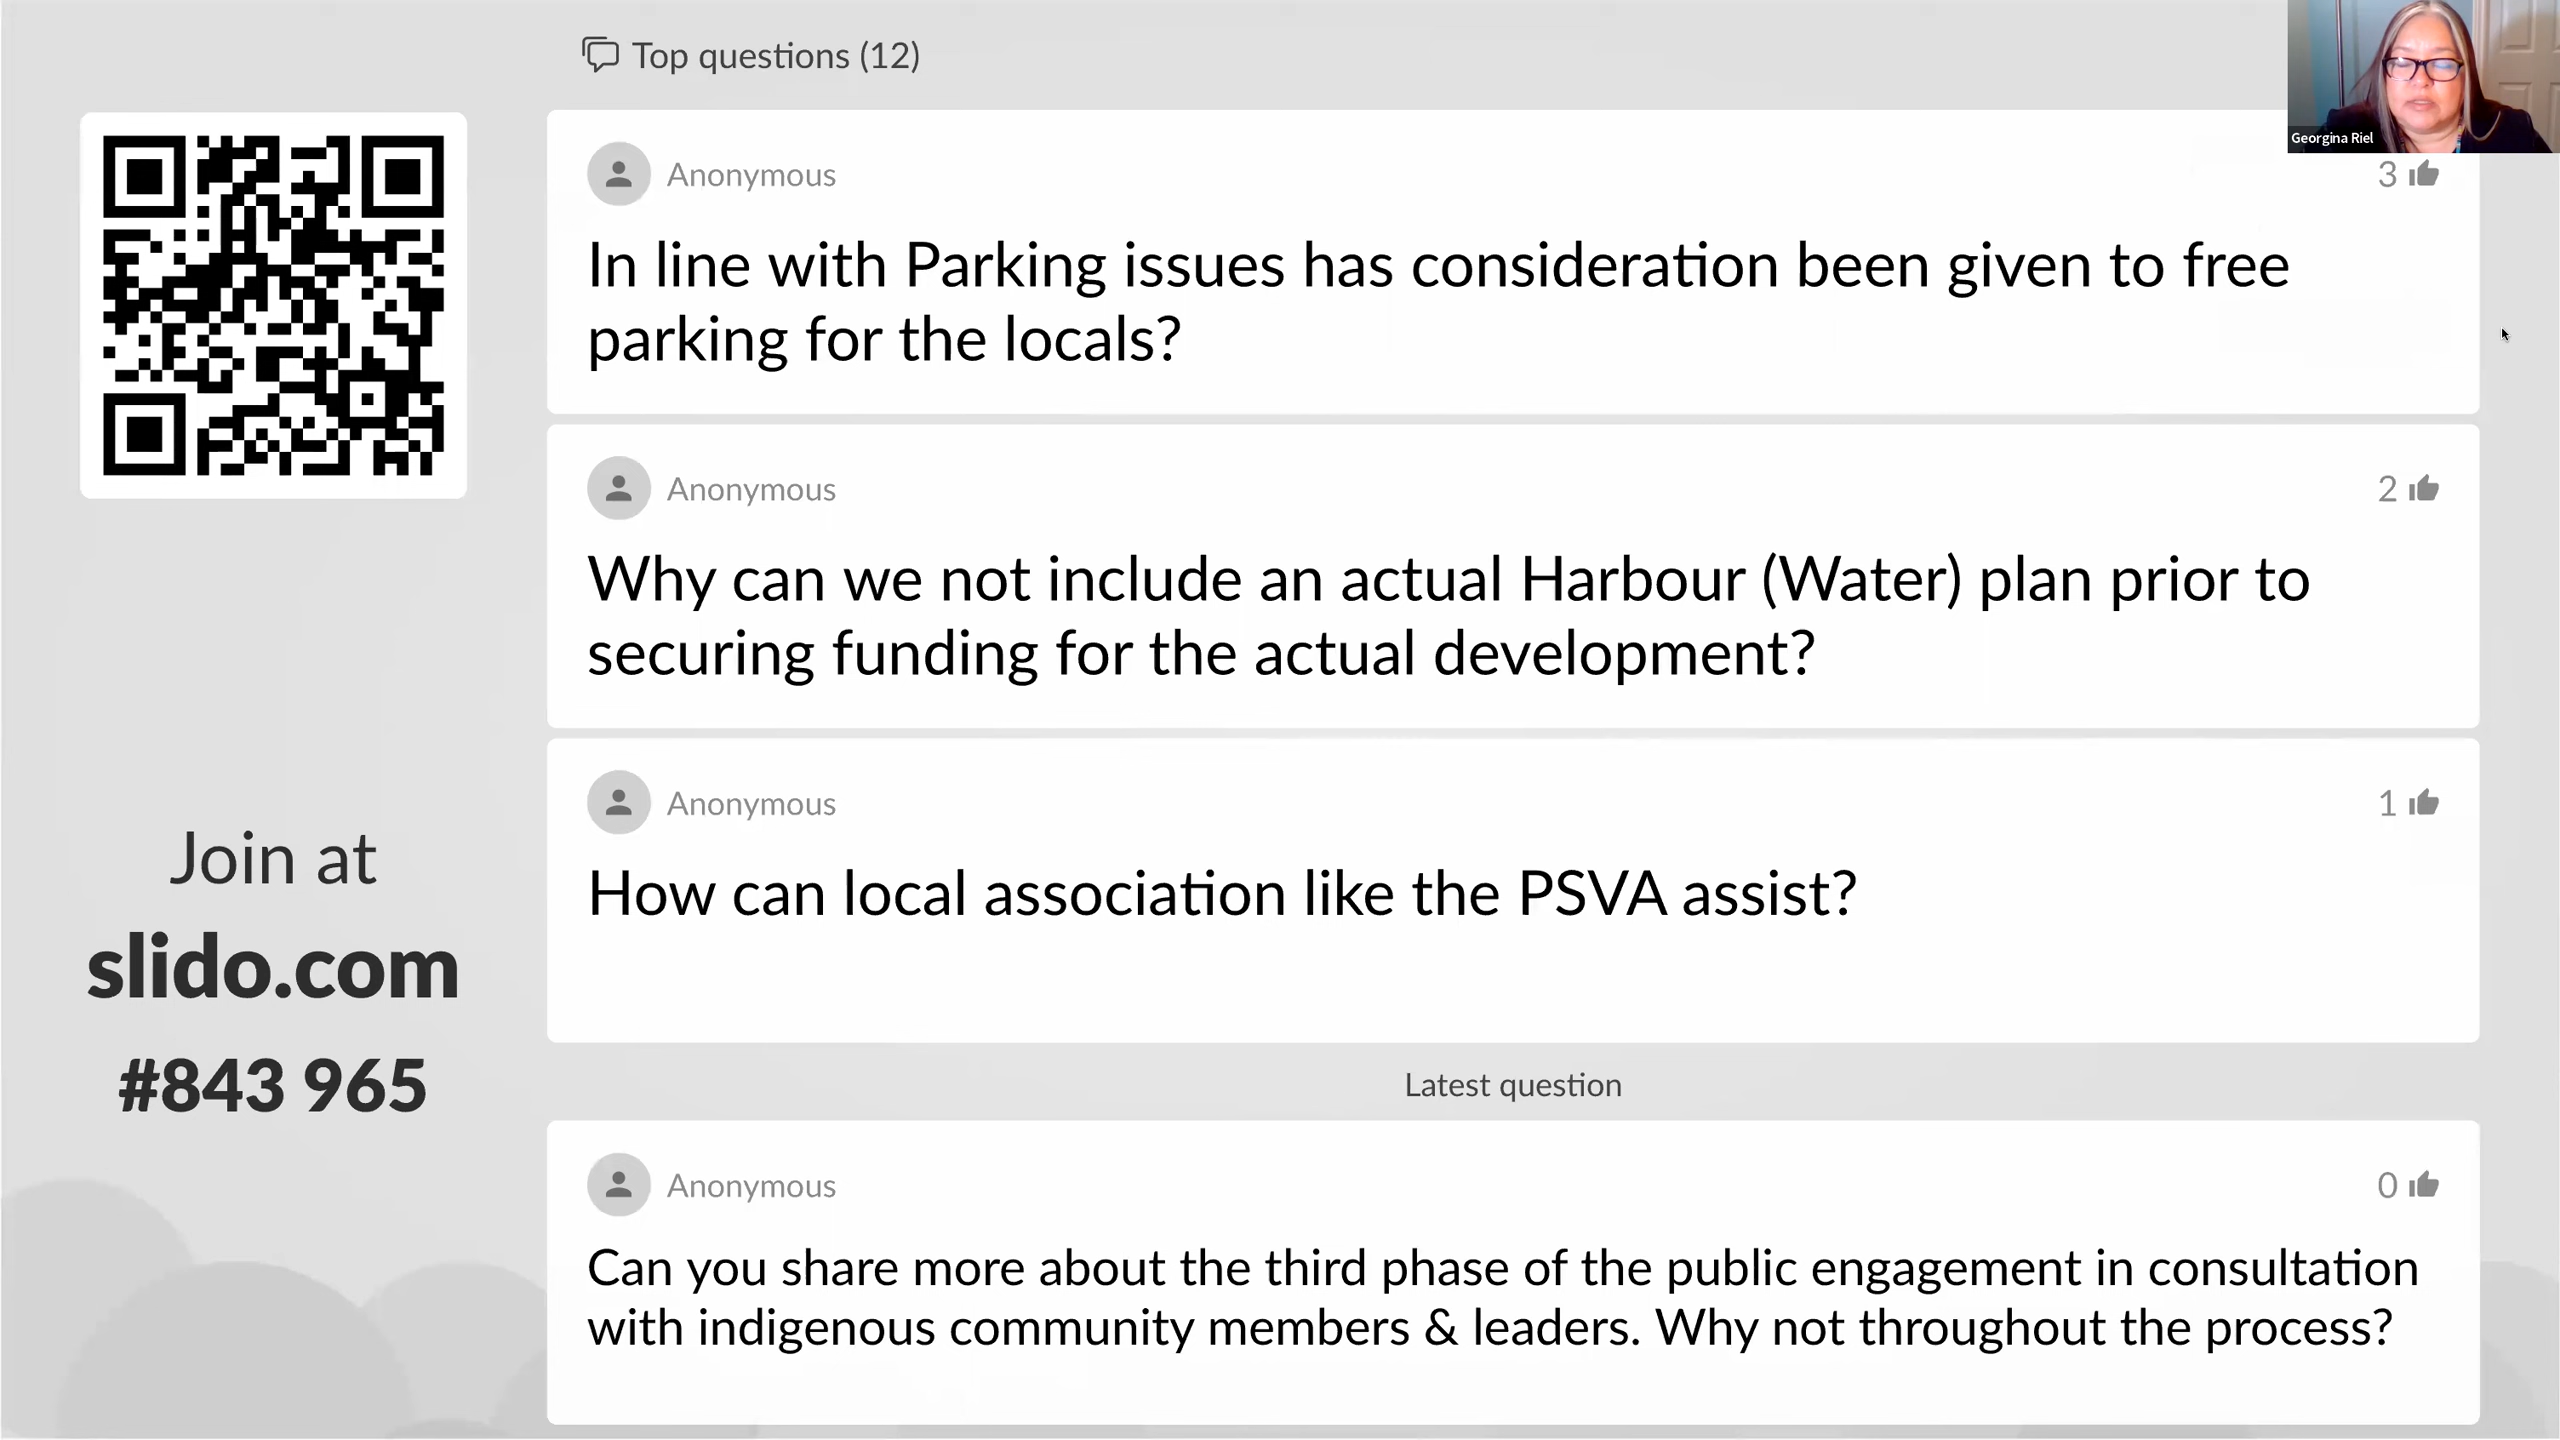 Top questions (12)
Georgina Riel
Anonymous
3
In line with Parking issues has consideration been given to free
parking for the locals?
Anonymous
2
Why can we not include an actual Harbour (Water) plan prior to
securing funding for the actual development?
Anonymous
1
How can local association like the PSVA assist?
Join at
slido.com
#843 965
Latest question
Anonymous
0
Can you share more about the third phase of the public engagement in consultation
with indigenous community members & leaders. Why not throughout the process?